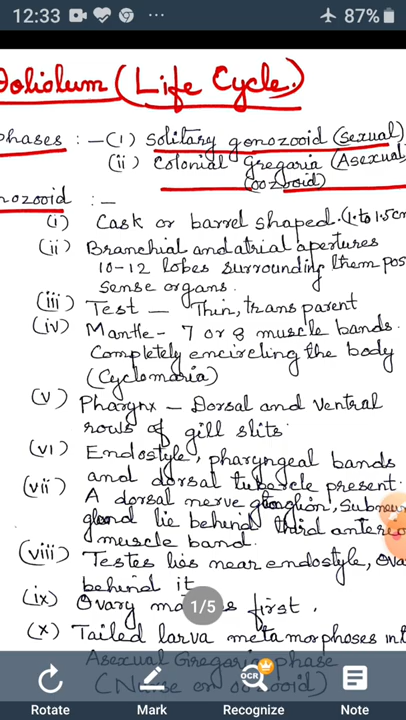 12:33 87%
Doliolum (Life Cycle)
phases :- (i) Solitary gonozooid (sexual)
(ii) Colonial Gregaria (Asexual
(oozooid)
nozooid :-
(i) Cask or barrel shaped. (1. to 1.5cm
(ii) Branchial and atrial apertures
10-12 lobes surrounding them pos
sense organs.
(iii) Test — Thin, transparent
(iv) Mantle - 7 or 8 muscle bands.
Completely encircling the body
(Cyclomaria)
(v) Pharynx - Dorsal and ventral
rows of gill slits.
(vi) Endostyle, pharyngeal bands
and dorsal tubercle present.
(vii) A dorsal nerve ganglion, Subneu
gland lie behind third antero
muscle band.
(viii) Testes lies near endostyle, Ova
behind it
(ix) Ovary ma s first.
1/5
(x) Tailed larva metamorphoses int
Asexual Gregaria phase
(Nurse or oozooid)
OCR
Rotate Mark Recognize Note